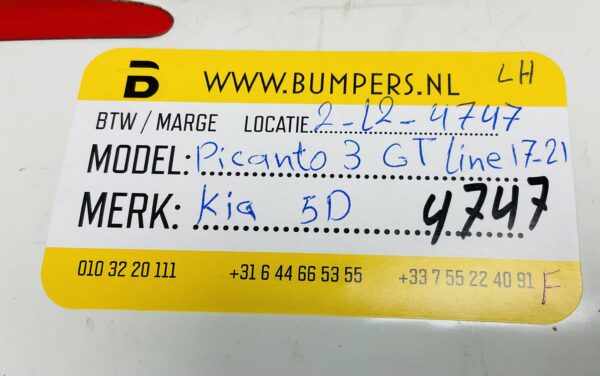 B WWW.BUMPERS.NL LH
BTW / MARGE LOCATIE 2-L2-4747
MODEL: Picanto 3 GT Line 17-21
MERK: Kia 5D 4747
010 32 20 111 +31 6 44 66 53 55 +33 7 55 22 40 91 F